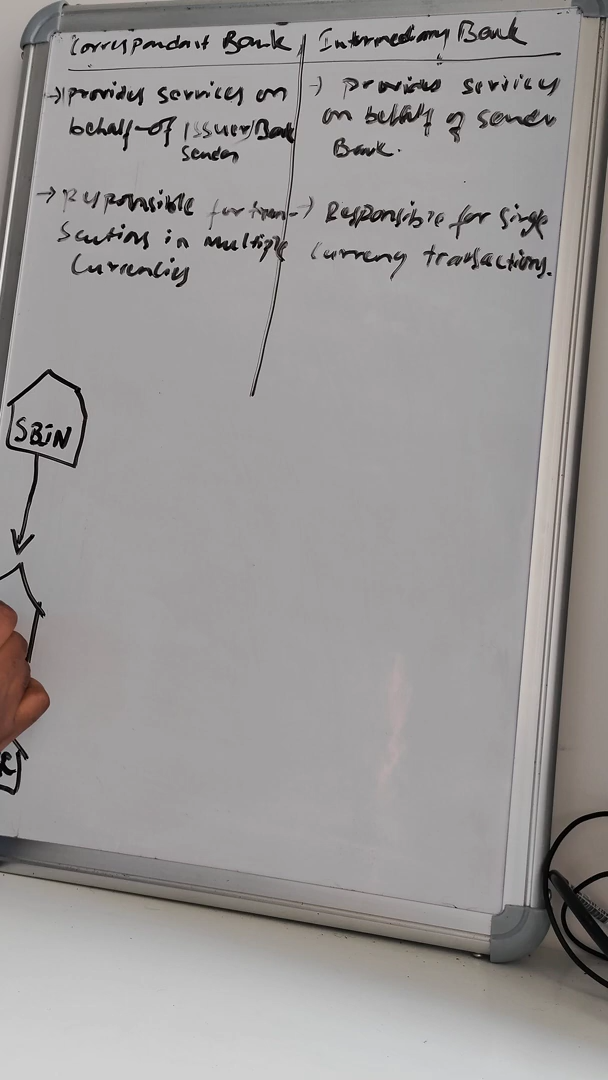 Correspondant Bank
→ provides services on
behalf-of Issuer/Bank
Sender
→ Responsible for tran-
sactions in multiple
Currencies
Intermediary Bank
→ provides services
on behalf of sender
Bank.
→ Responsible for single
Currency transactions.
SBIN